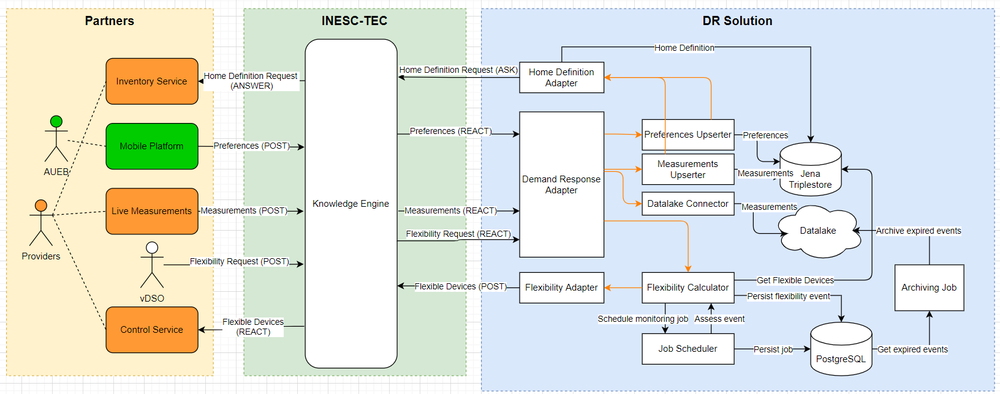 Partners
INESC-TEC
DR Solution
Inventory Service
AUEB
Mobile Platform
Live Measurements
Providers
vDSO
Control Service
Home Definition Request
(ANSWER)
Preferences (POST)
Measurements (POST)
Flexibility Request (POST)
Flexible Devices
(REACT)
Knowledge Engine
Home Definition Request (ASK)
Preferences (REACT)
Measurements (REACT)
Flexibility Request (REACT)
Flexible Devices (POST)
Home Definition
Adapter
Home Definition
Demand Response
Adapter
Preferences Upserter
Preferences
Measurements
Upserter
Measurements
Jena
Triplestore
Datalake Connector
Measurements
Datalake
Archive expired events
Flexibility Adapter
Flexibility Calculator
Get Flexible Devices
Persist flexibility event
Archiving Job
Schedule monitoring job
Assess event
Job Scheduler
Persist job
PostgreSQL
Get expired events